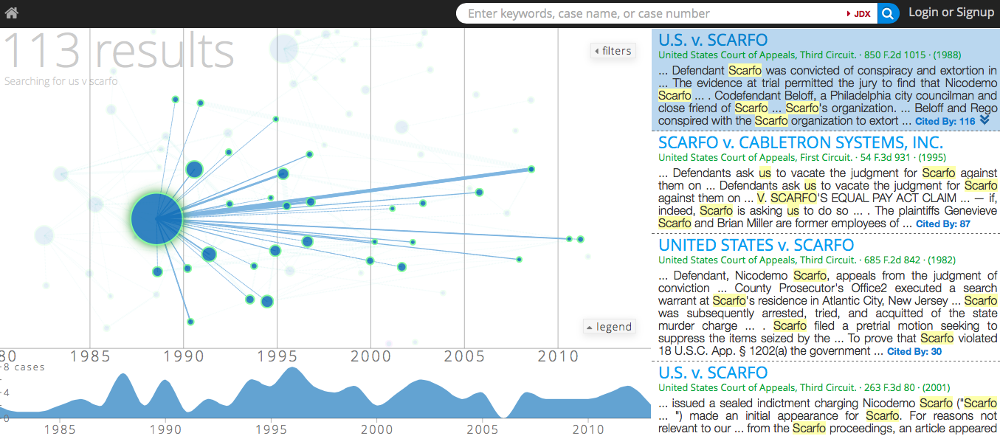 Enter keywords, case name, or case number
JDX
Login or Signup
113 results
Searching for us v scarfo
filters
legend
80 1985 1990 1995 2000 2005 2010
8 cases
4
0
1985 1990 1995 2000 2005 2010
U.S. v. SCARFO
United States Court of Appeals, Third Circuit. · 850 F.2d 1015 · (1988)
... Defendant Scarfo was convicted of conspiracy and extortion in
... The evidence at trial permitted the jury to find that Nicodemo
Scarfo ... . Codefendant Beloff, a Philadelphia city councilman and
close friend of Scarfo ... Scarfo's organization. ... Beloff and Rego
conspired with the Scarfo organization to extort ... Cited By: 116
SCARFO v. CABLETRON SYSTEMS, INC.
United States Court of Appeals, First Circuit. · 54 F.3d 931 · (1995)
... Defendants ask us to vacate the judgment for Scarfo against
them on ... Defendants ask us to vacate the judgment for Scarfo
against them on ... V. SCARFO'S EQUAL PAY ACT CLAIM ... — if,
indeed, Scarfo is asking us to do so ... . The plaintiffs Genevieve
Scarfo and Brian Miller are former employees of ... Cited By: 87
UNITED STATES v. SCARFO
United States Court of Appeals, Third Circuit. · 685 F.2d 842 · (1982)
... Defendant, Nicodemo Scarfo, appeals from the judgment of
conviction ... County Prosecutor's Office2 executed a search
warrant at Scarfo's residence in Atlantic City, New Jersey ... Scarfo
was subsequently arrested, tried, and acquitted of the state
murder charge ... . Scarfo filed a pretrial motion seeking to
suppress the items seized by the ... To prove that Scarfo violated
18 U.S.C. App. § 1202(a) the government ... Cited By: 30
U.S. v. SCARFO
United States Court of Appeals, Third Circuit. · 263 F.3d 80 · (2001)
... issued a sealed indictment charging Nicodemo Scarfo ("Scarfo
... ") made an initial appearance for Scarfo. For reasons not
relevant to our ... from the Scarfo proceedings, an article appeared